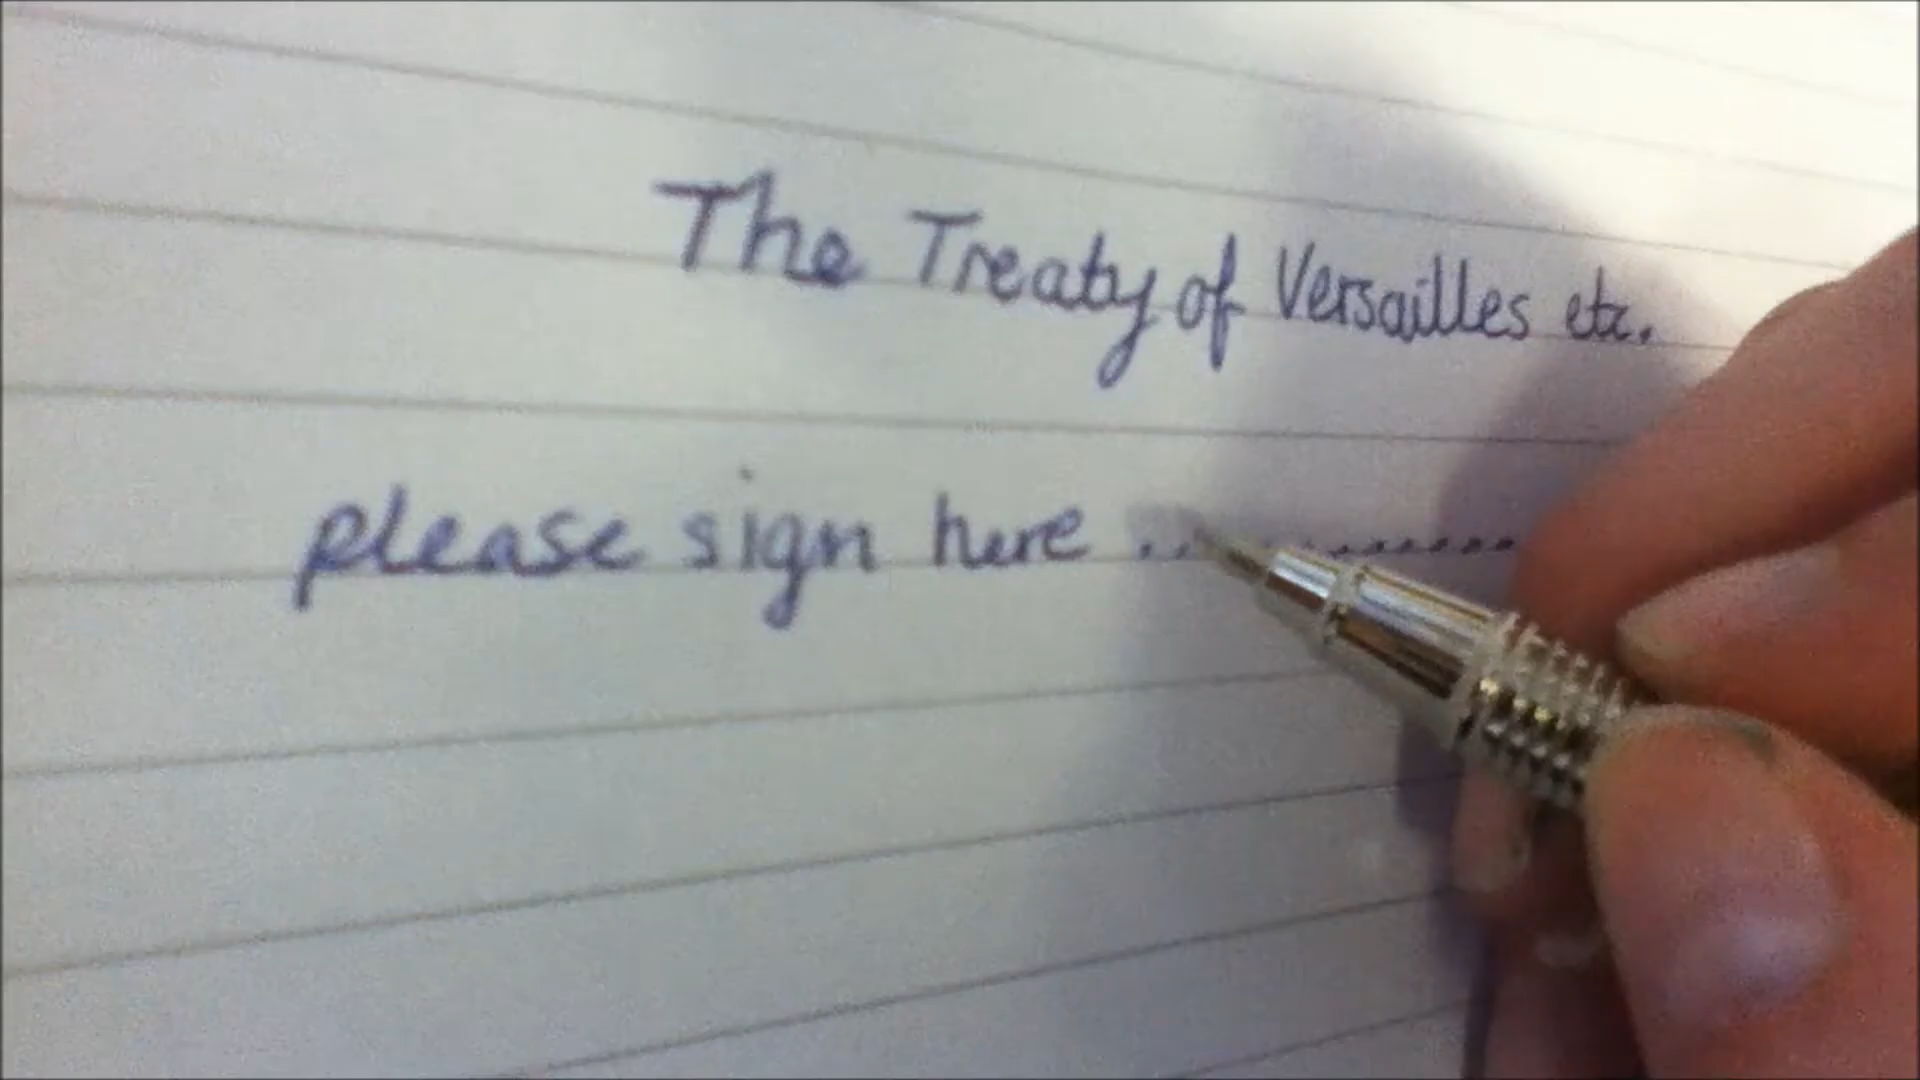 The Treaty of Versailles etc.
please sign here ...............